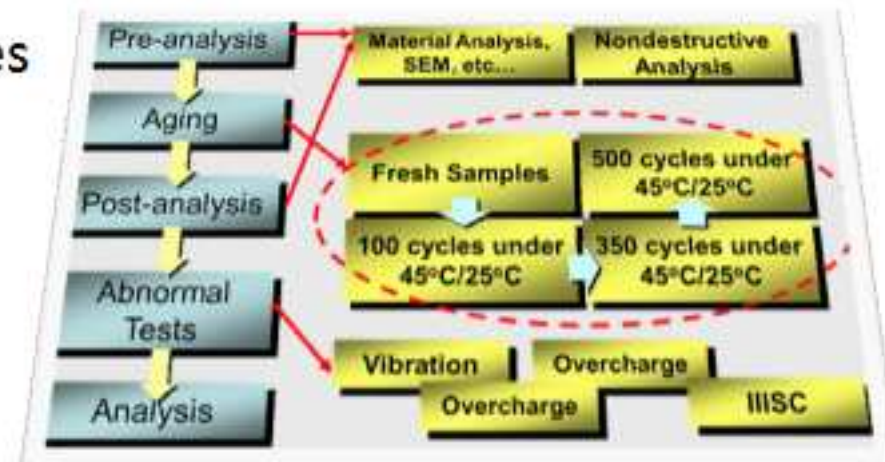 es
Pre-analysis
Aging
Post-analysis
Abnormal
Tests
Analysis
Material Analysis,
SEM, etc...
Nondestructive
Analysis
Fresh Samples
500 cycles under
45°C/25°C
100 cycles under
45°C/25°C
350 cycles under
45°C/25°C
Vibration
Overcharge
Overcharge
IIISC